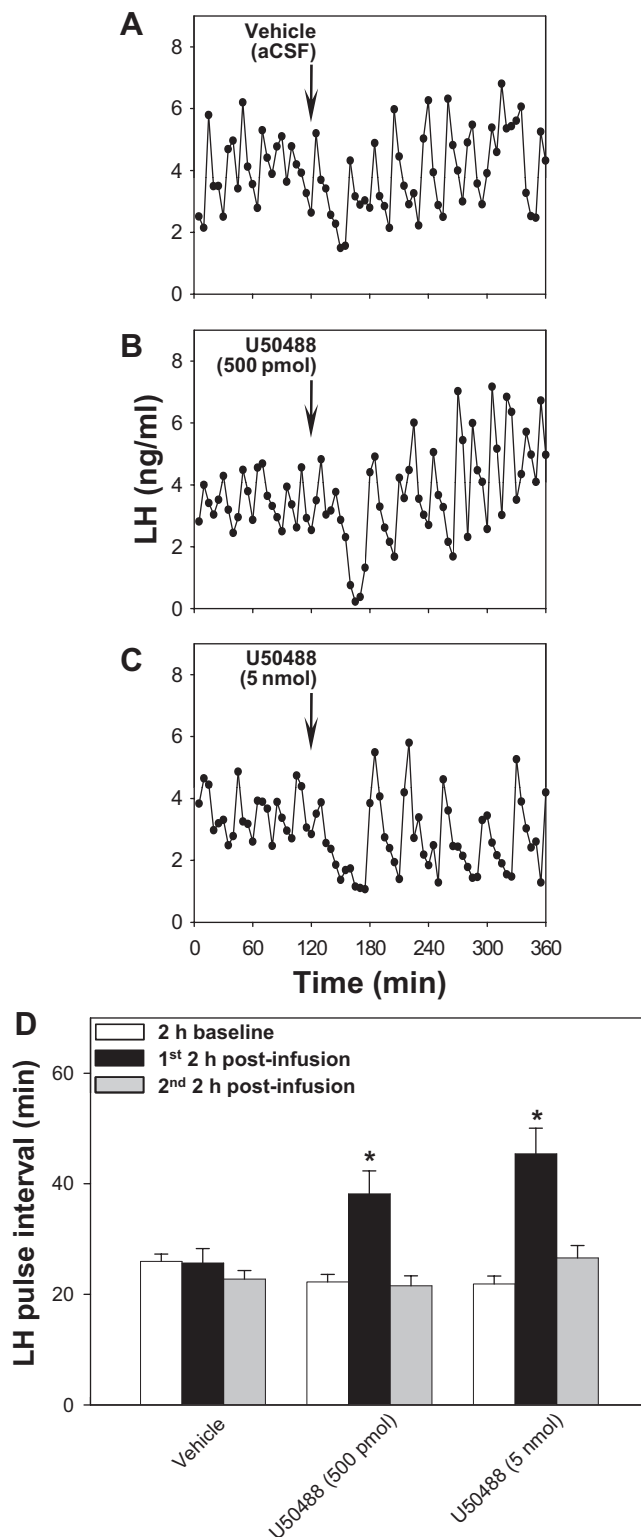 A
Vehicle
(aCSF)
8
6
4
2
0
B
U50488
(500 pmol)
8
6
4
2
0
LH (ng/ml)
C
U50488
(5 nmol)
8
6
4
2
0
0 60 120 180 240 300 360
Time (min)
D
2 h baseline
1st 2 h post-infusion
2nd 2 h post-infusion
60
40
20
0
LH pulse interval (min)
* *
Vehicle
U50488 (500 pmol)
U50488 (5 nmol)